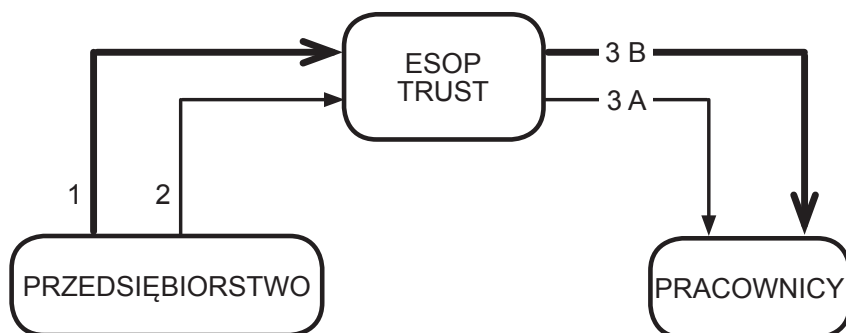 ESOP
TRUST
3 B
3 A
1
2
PRZEDSIĘBIORSTWO
PRACOWNICY